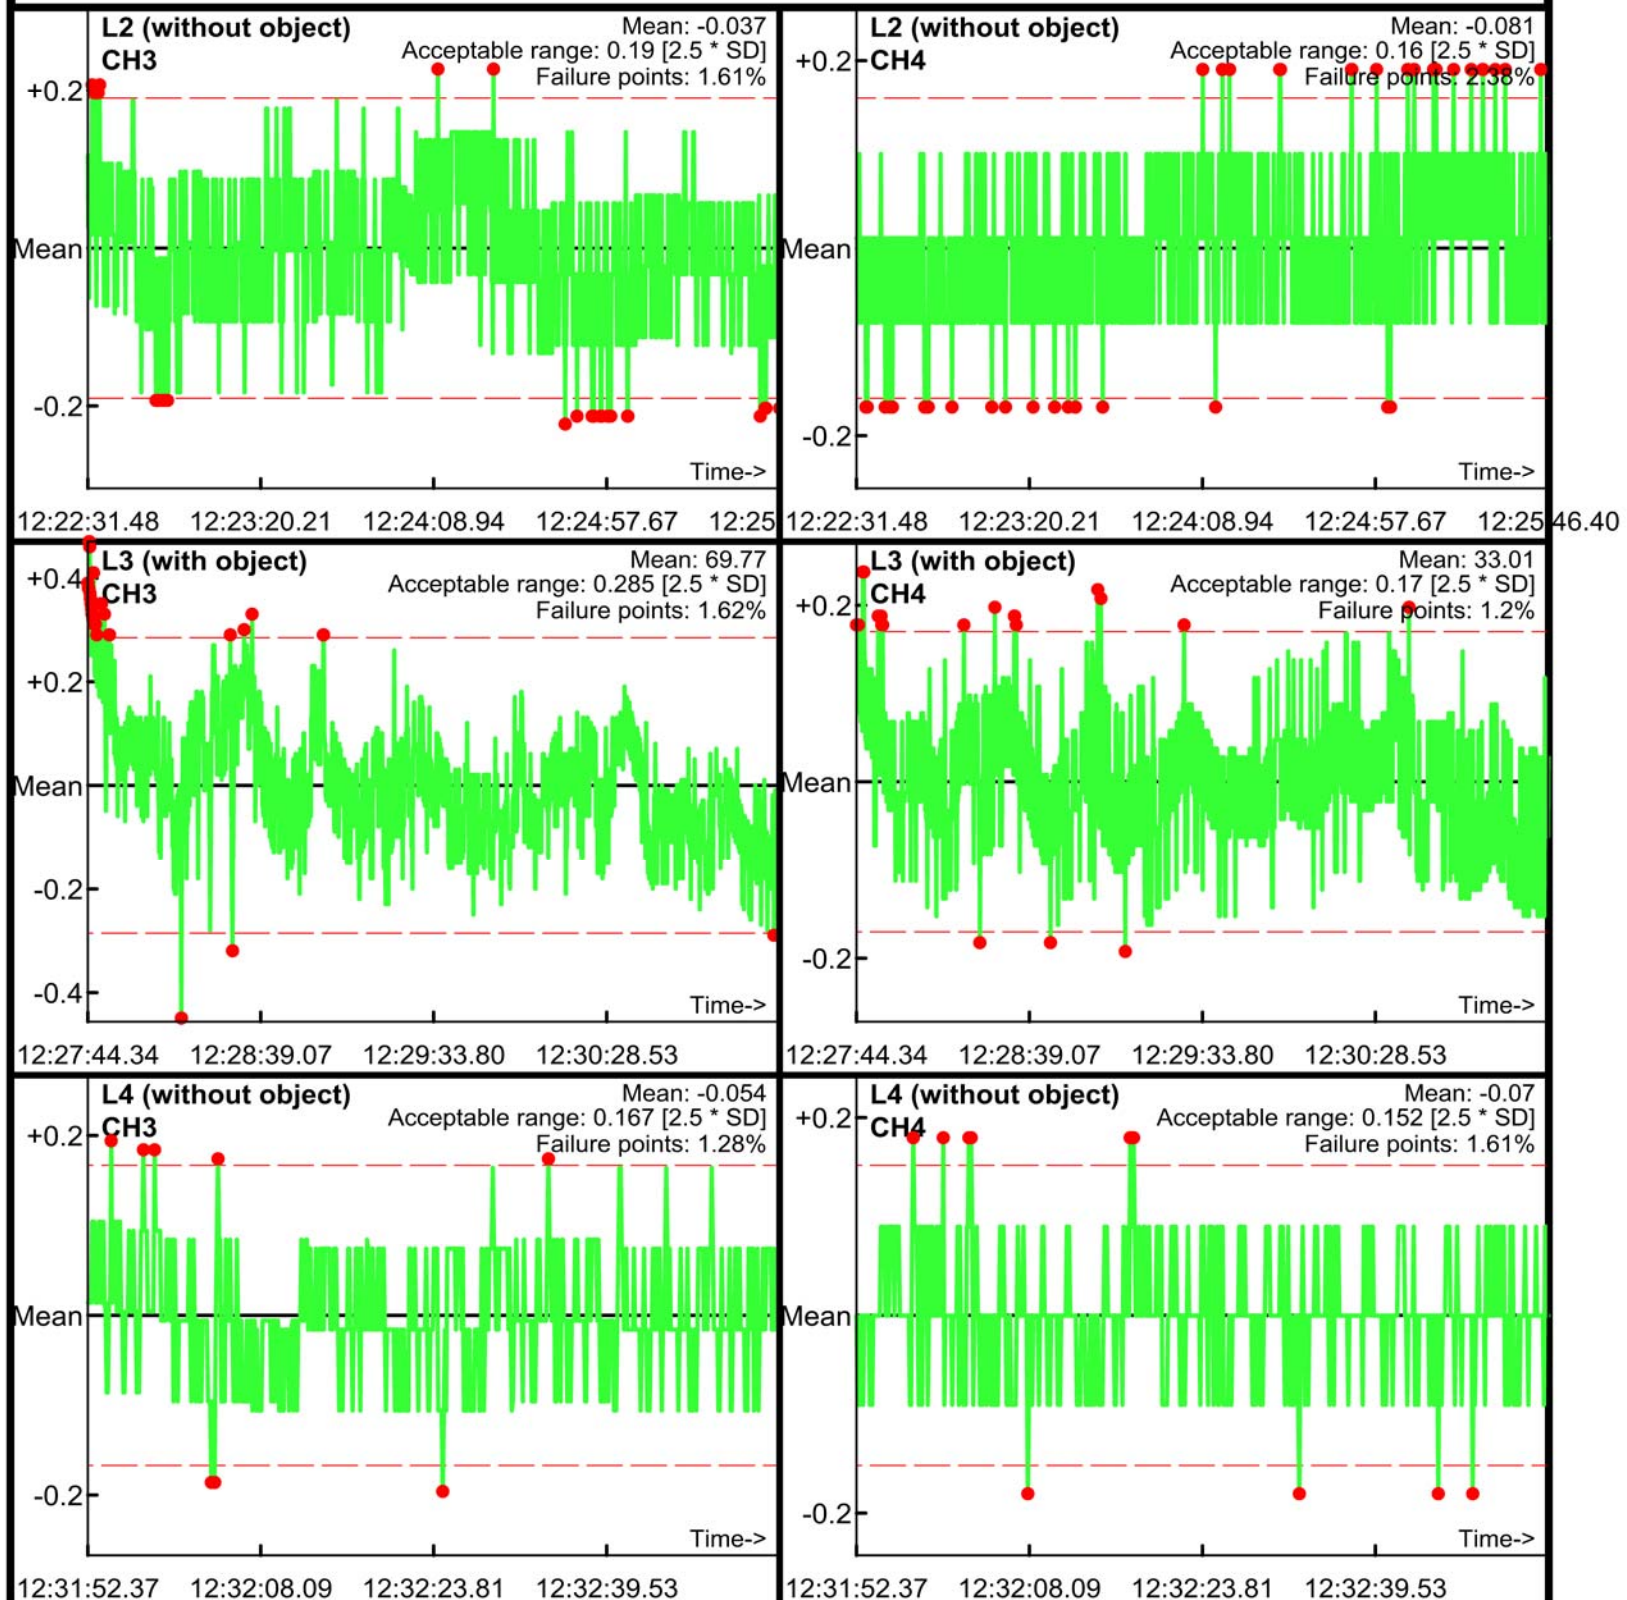 L2 (without object)
CH3
Mean: -0.037
Acceptable range: 0.19 [2.5 * SD]
Failure points: 1.61%
+0.2
Mean
-0.2
Time->
12:22:31.48 12:23:20.21 12:24:08.94 12:24:57.67 12:25
L2 (without object)
CH4
Mean: -0.081
Acceptable range: 0.16 [2.5 * SD]
Failure points: 2.38%
+0.2
Mean
-0.2
Time->
12:22:31.48 12:23:20.21 12:24:08.94 12:24:57.67 12:25:46.40
L3 (with object)
CH3
Mean: 69.77
Acceptable range: 0.285 [2.5 * SD]
Failure points: 1.62%
+0.4
+0.2
Mean
-0.2
-0.4
Time->
12:27:44.34 12:28:39.07 12:29:33.80 12:30:28.53
L3 (with object)
CH4
Mean: 33.01
Acceptable range: 0.17 [2.5 * SD]
Failure points: 1.2%
+0.2
Mean
-0.2
Time->
12:27:44.34 12:28:39.07 12:29:33.80 12:30:28.53
L4 (without object)
CH3
Mean: -0.054
Acceptable range: 0.167 [2.5 * SD]
Failure points: 1.28%
+0.2
Mean
-0.2
Time->
12:31:52.37 12:32:08.09 12:32:23.81 12:32:39.53
L4 (without object)
CH4
Mean: -0.07
Acceptable range: 0.152 [2.5 * SD]
Failure points: 1.61%
+0.2
Mean
-0.2
Time->
12:31:52.37 12:32:08.09 12:32:23.81 12:32:39.53